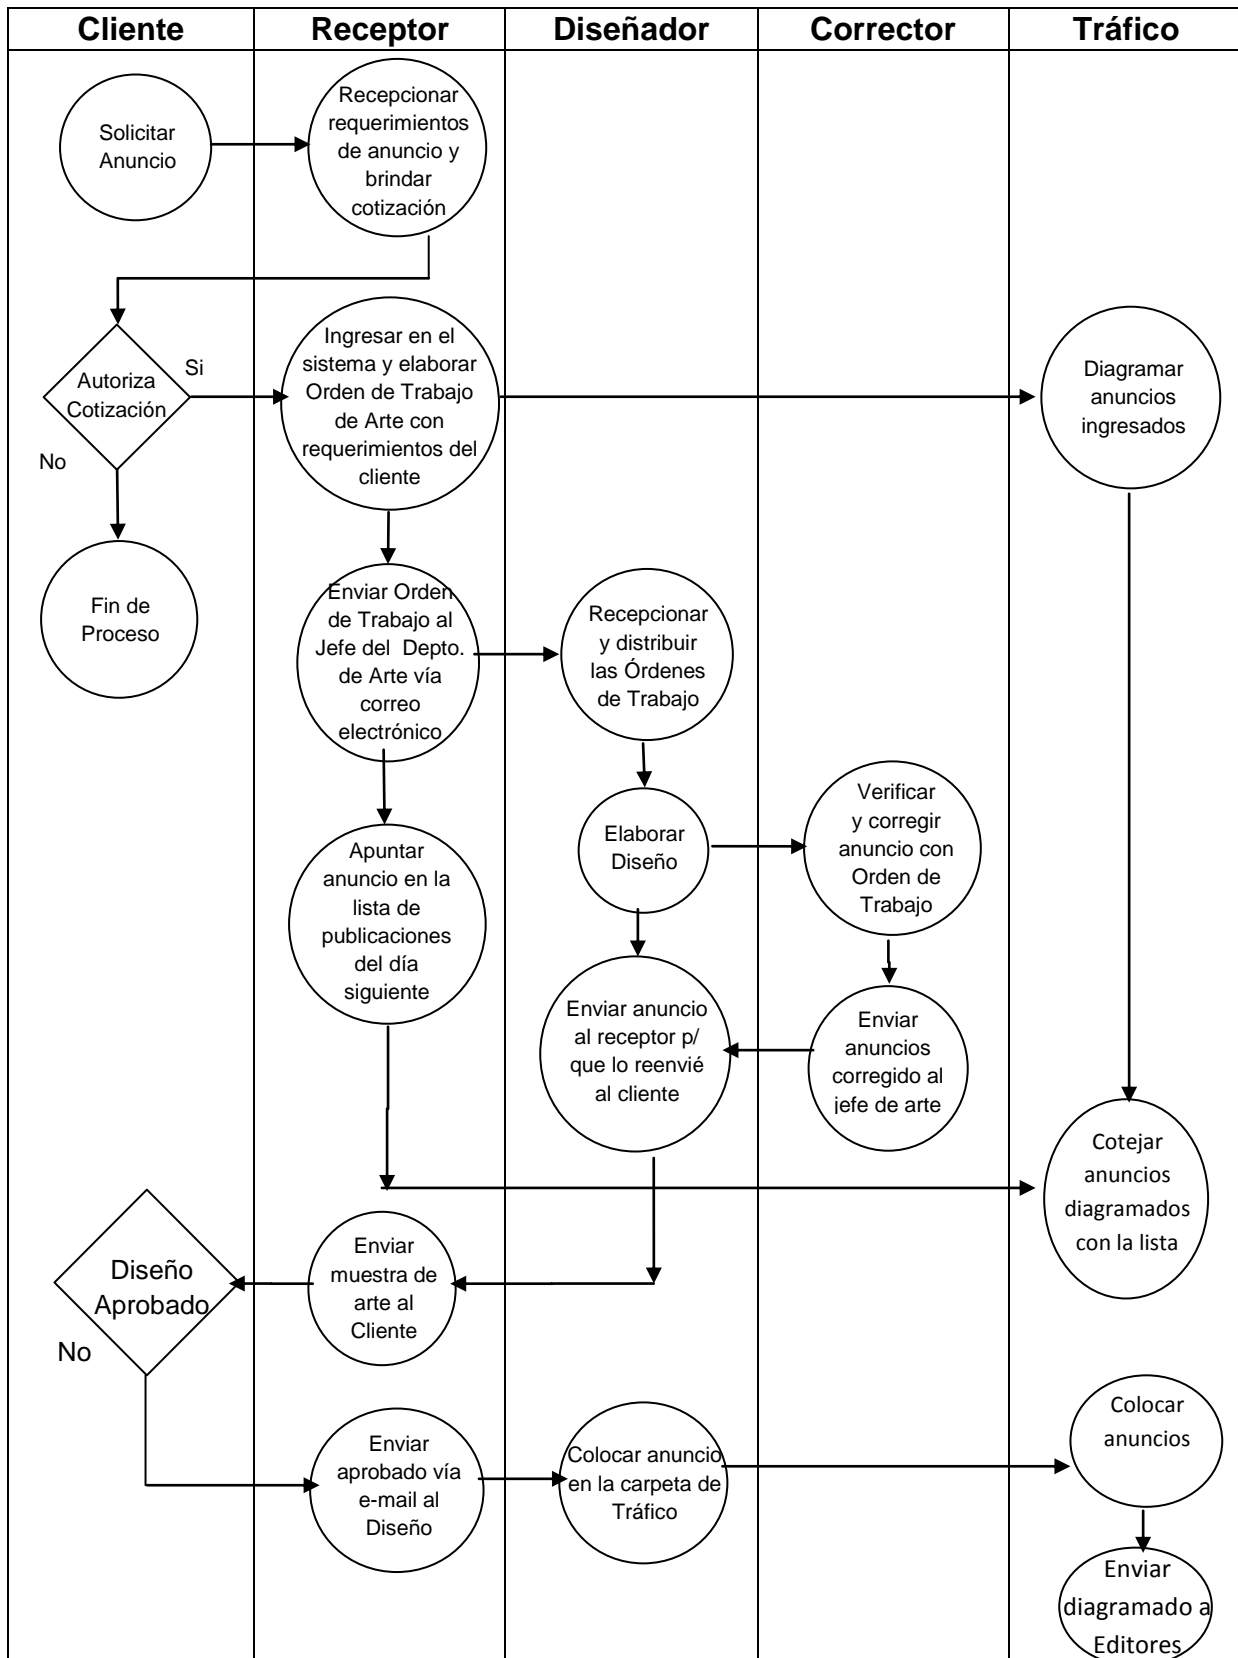 Cliente
Receptor
Diseñador
Corrector
Tráfico
Solicitar
Anuncio
Recepcionar
requerimientos
de anuncio y
brindar
cotización
Autoriza
Cotización
Si
No
Ingresar en el
sistema y elaborar
Orden de Trabajo
de Arte con
requerimientos del
cliente
Diagramar
anuncios
ingresados
Fin de
Proceso
Enviar Orden
de Trabajo al
Jefe del Depto.
de Arte vía
correo
electrónico
Recepcionar
y distribuir
las Órdenes
de Trabajo
Apuntar
anuncio en la
lista de
publicaciones
del día
siguiente
Elaborar
Diseño
Verificar
y corregir
anuncio con
Orden de
Trabajo
Enviar anuncio
al receptor p/
que lo reenvié
al cliente
Enviar
anuncios
corregido al
jefe de arte
Cotejar
anuncios
diagramados
con la lista
Diseño
Aprobado
No
Enviar
muestra de
arte al
Cliente
Enviar
aprobado vía
e-mail al
Diseño
Colocar anuncio
en la carpeta de
Tráfico
Colocar
anuncios
Enviar
diagramado a
Editores